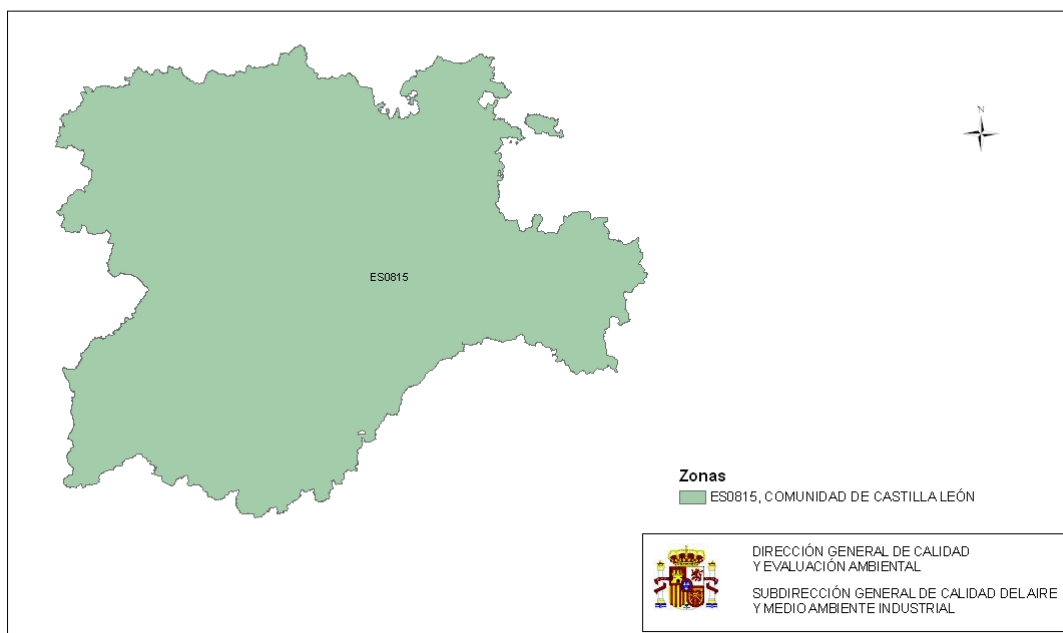 N
ES0815
Zonas
ES0815, COMUNIDAD DE CASTILLA LEÓN
DIRECCIÓN GENERAL DE CALIDAD
Y EVALUACIÓN AMBIENTAL
SUBDIRECCIÓN GENERAL DE CALIDAD DEL AIRE
Y MEDIO AMBIENTE INDUSTRIAL